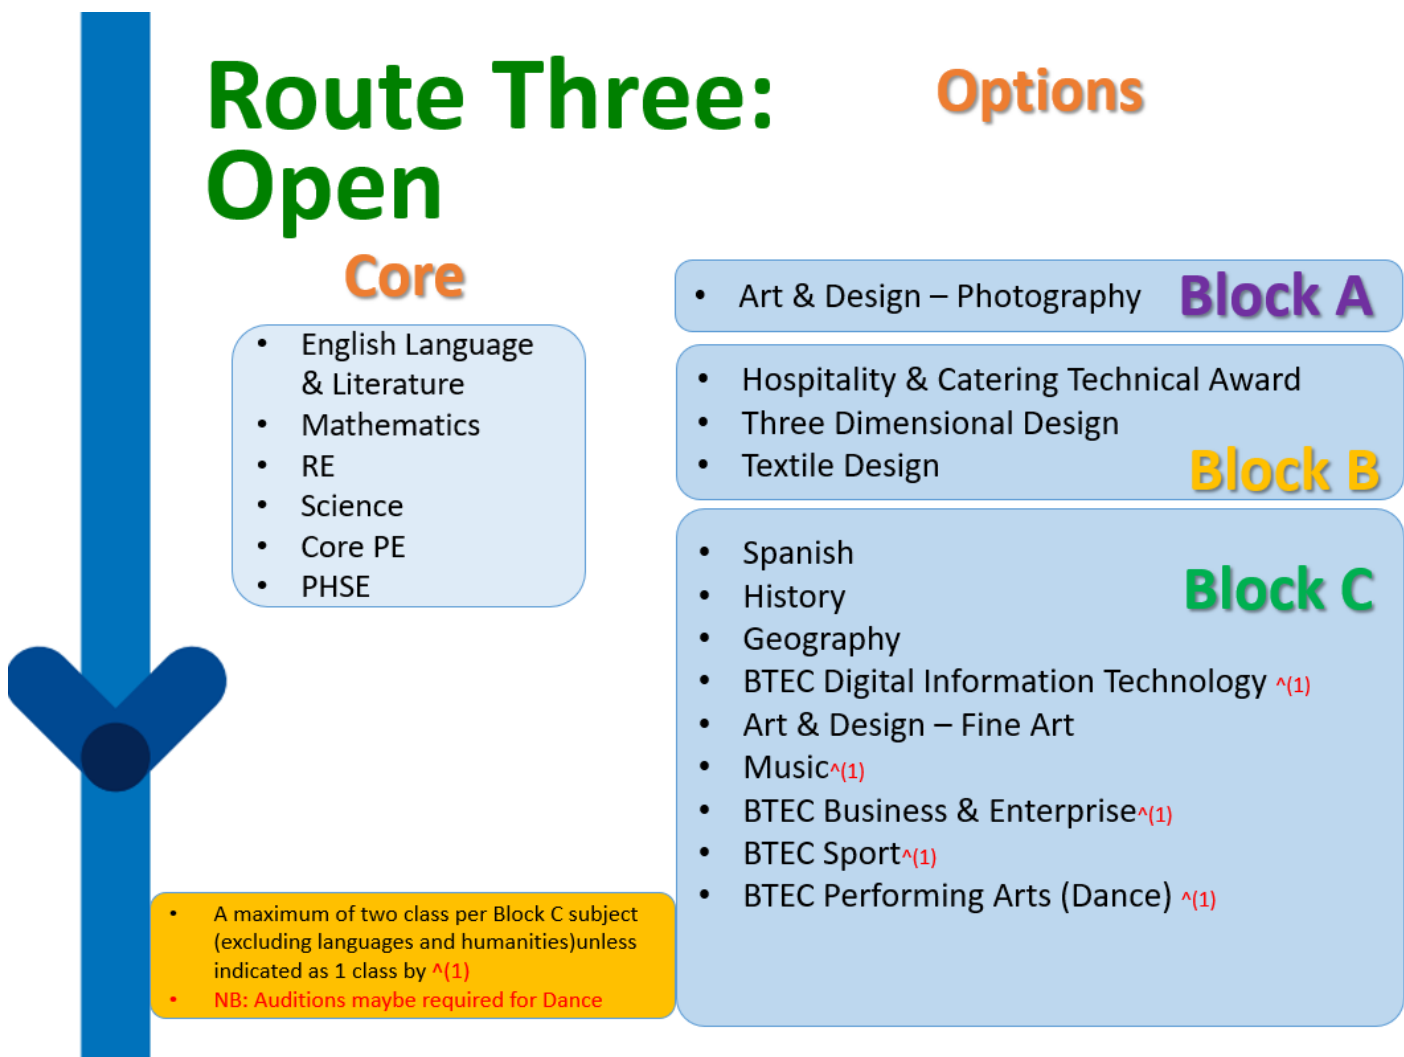 Route Three:
Open
Options
Core
• English Language
& Literature
• Mathematics
• RE
• Science
• Core PE
• PHSE
• Art & Design – Photography
Block A
• Hospitality & Catering Technical Award
• Three Dimensional Design
• Textile Design
Block B
• Spanish
• History
• Geography
• BTEC Digital Information Technology ^(1)
• Art & Design – Fine Art
• Music^(1)
• BTEC Business & Enterprise^(1)
• BTEC Sport^(1)
• BTEC Performing Arts (Dance) ^(1)
Block C
• A maximum of two class per Block C subject
(excluding languages and humanities)unless
indicated as 1 class by ^(1)
• NB: Auditions maybe required for Dance